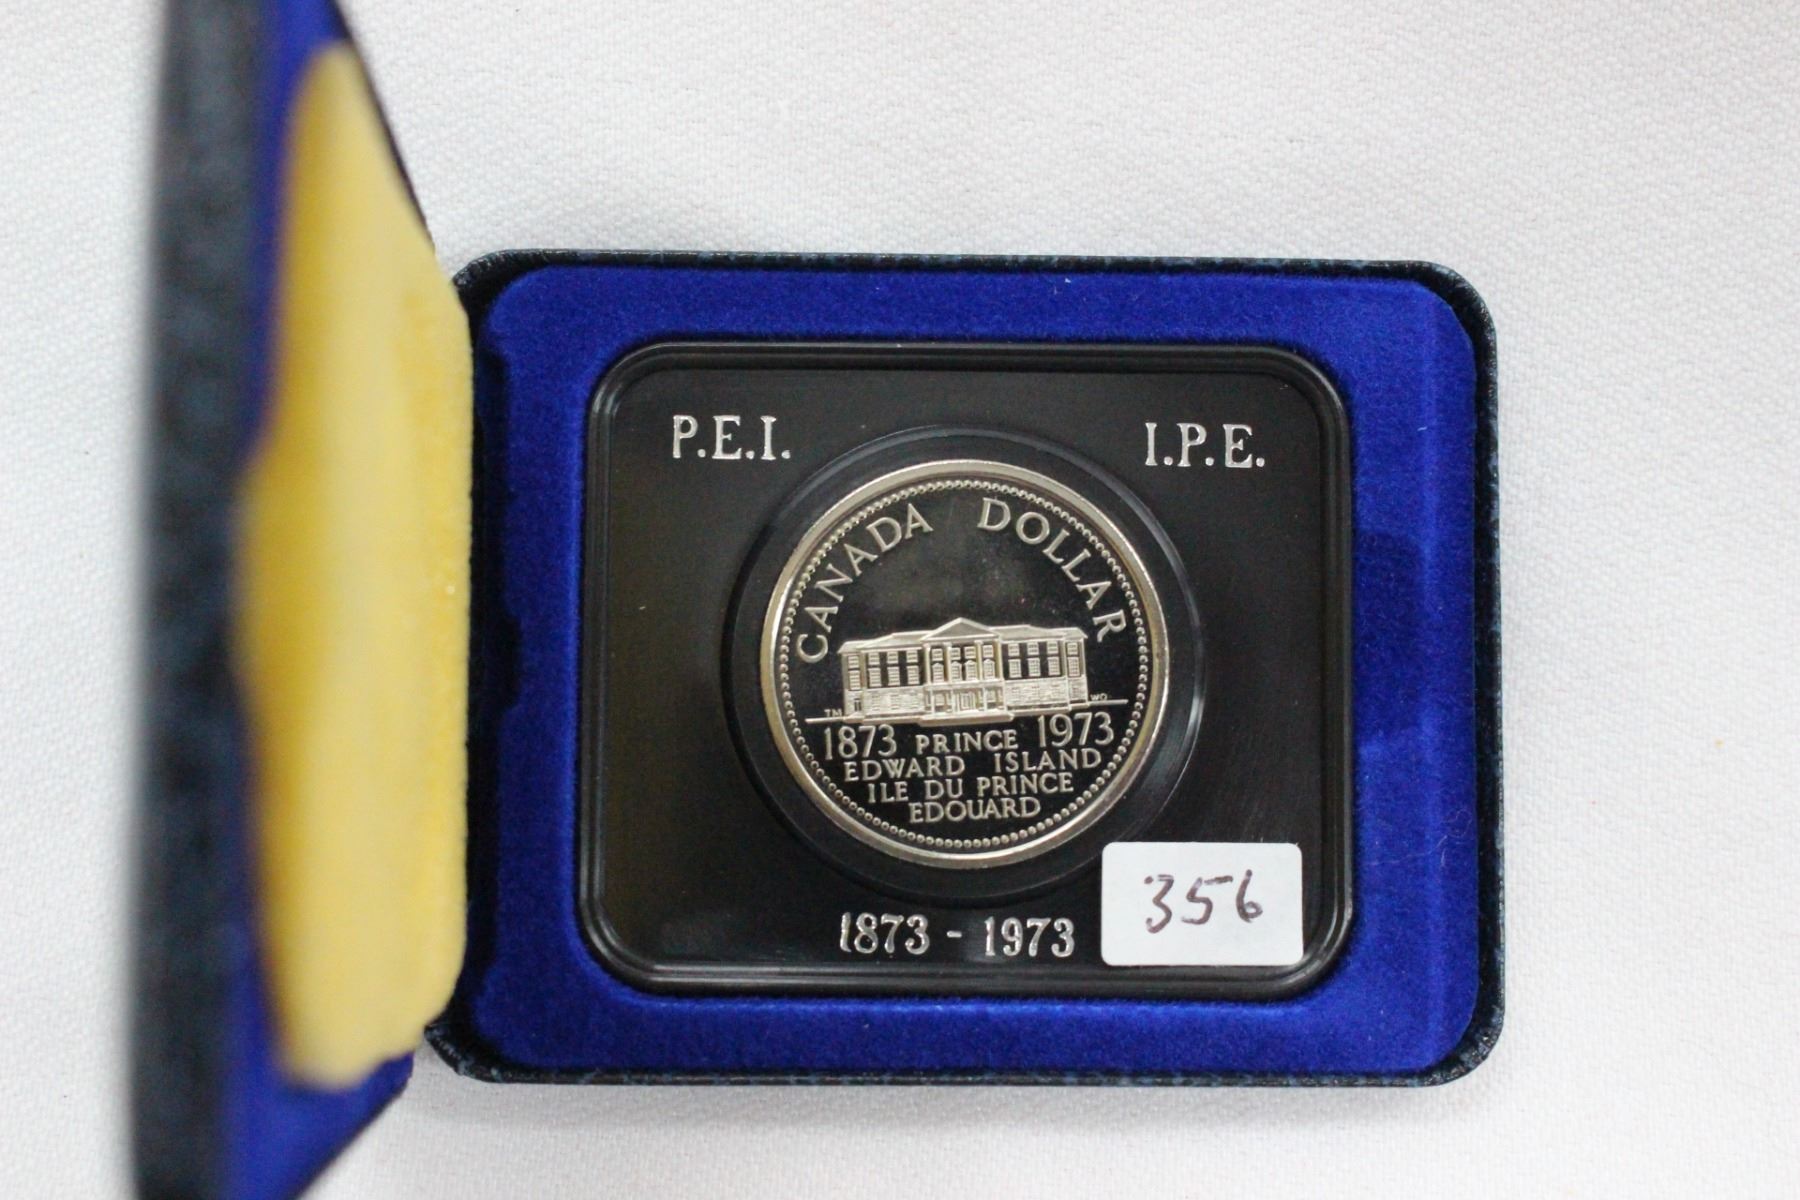 P.E.I.
I.P.E.
CANADA DOLLAR
TM
WO
1873 PRINCE 1973
EDWARD ISLAND
ILE DU PRINCE
EDOUARD
1873 - 1973
356